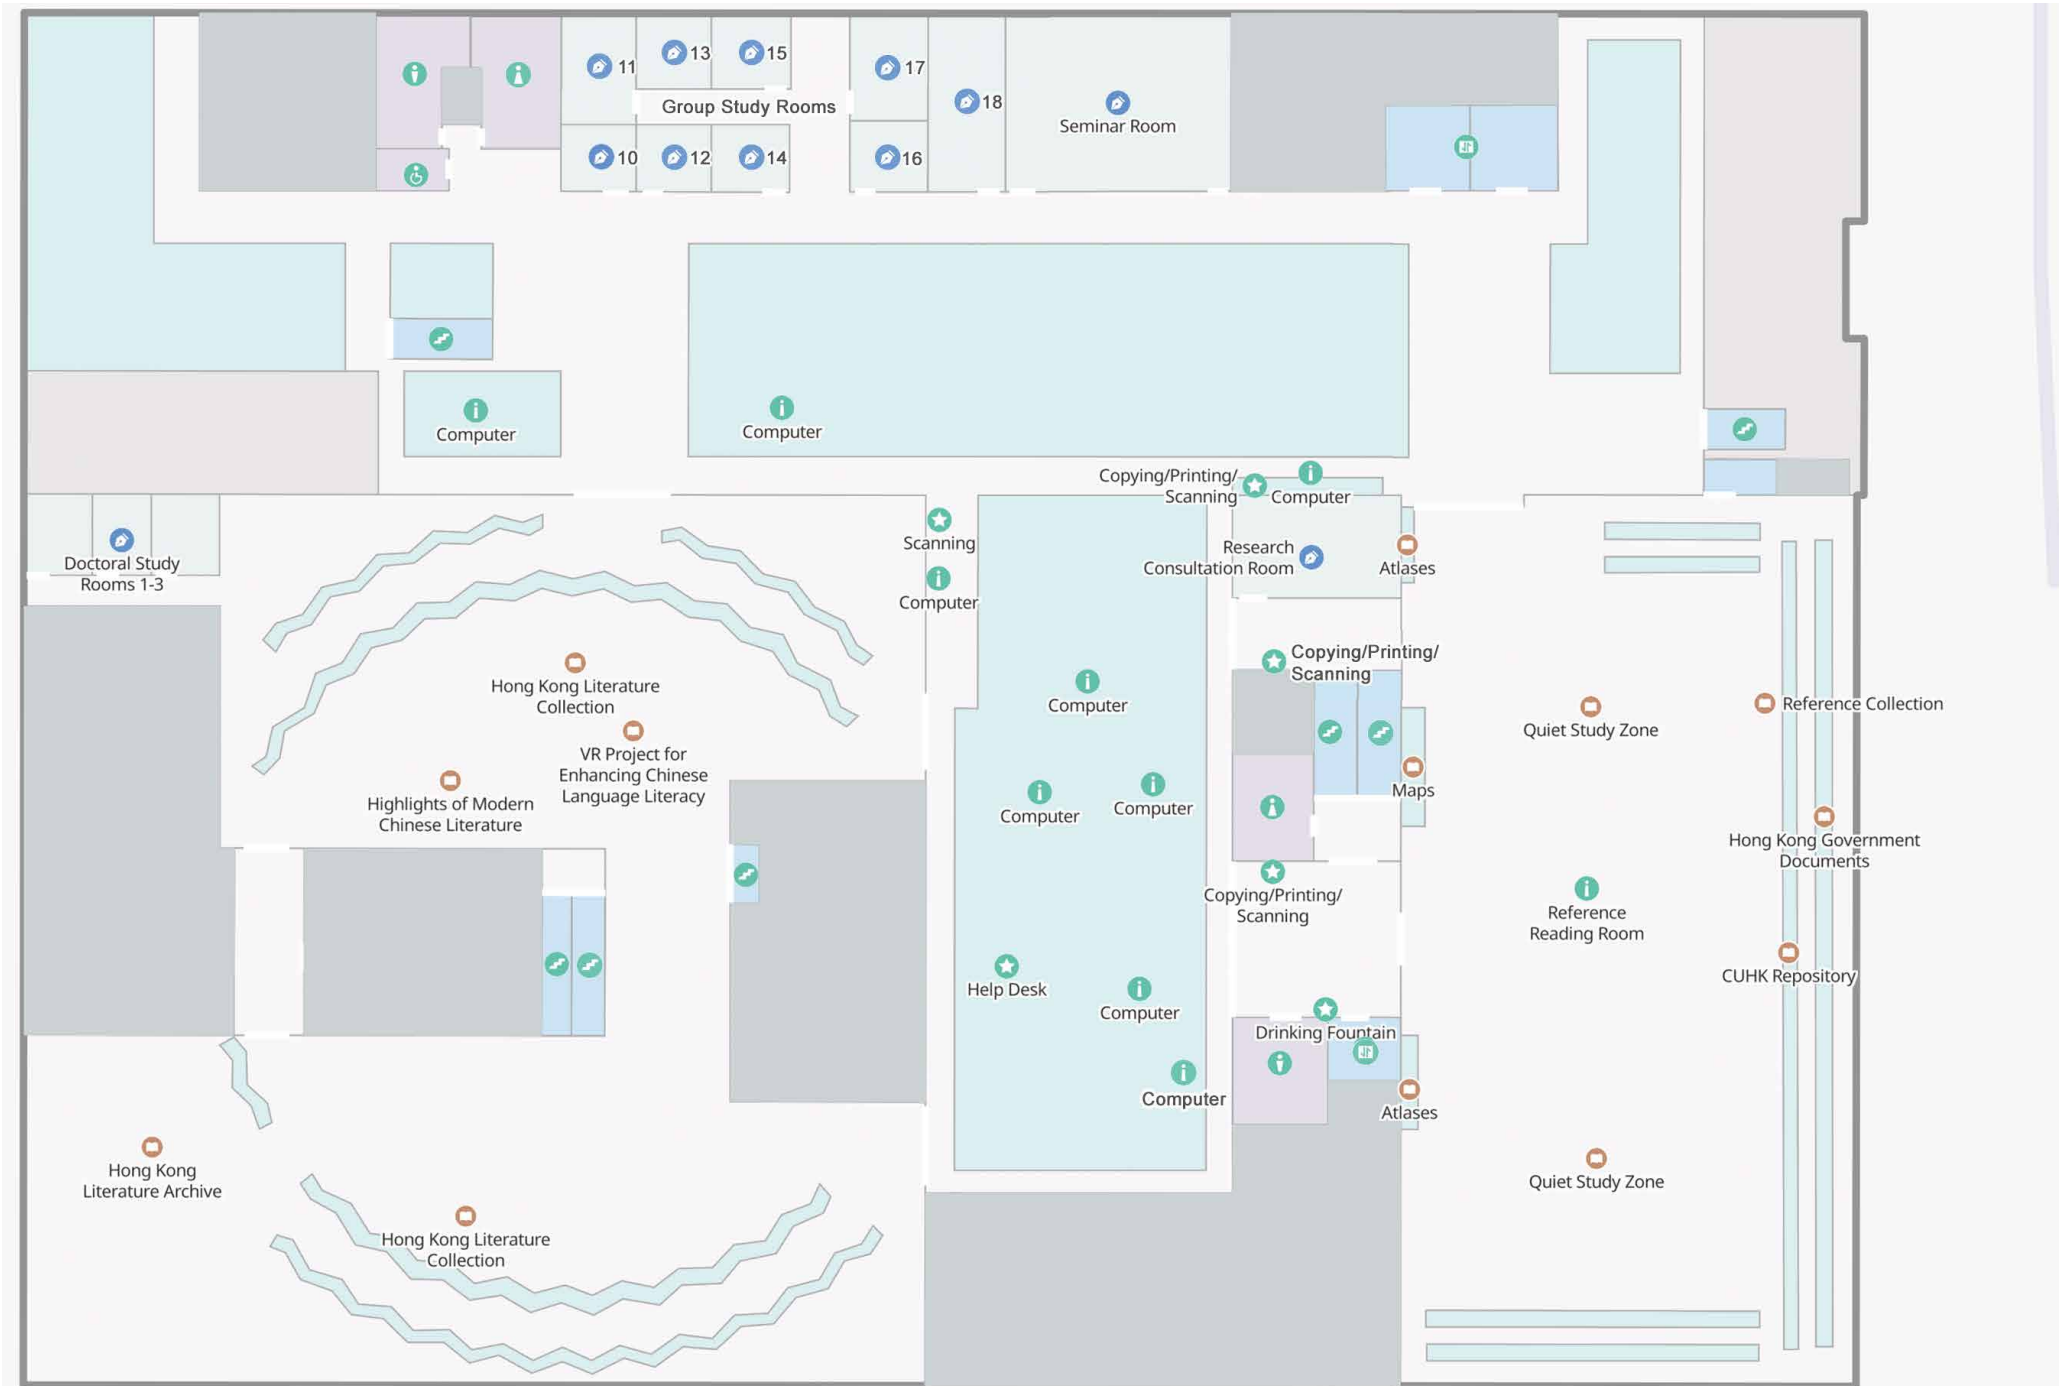 11
13
15
17
18
Group Study Rooms
Seminar Room
10
12
14
16
Computer
Computer
Copying/Printing/
Scanning
Computer
Scanning
Computer
Research
Consultation Room
Atlases
Doctoral Study
Rooms 1-3
Copying/Printing/
Scanning
Hong Kong Literature
Collection
Computer
Quiet Study Zone
Reference Collection
VR Project for
Enhancing Chinese
Language Literacy
Highlights of Modern
Chinese Literature
Computer
Computer
Maps
Hong Kong Government
Documents
Copying/Printing/
Scanning
Reference
Reading Room
Help Desk
Computer
CUHK Repository
Drinking Fountain
Computer
Atlases
Hong Kong
Literature Archive
Quiet Study Zone
Hong Kong Literature
Collection